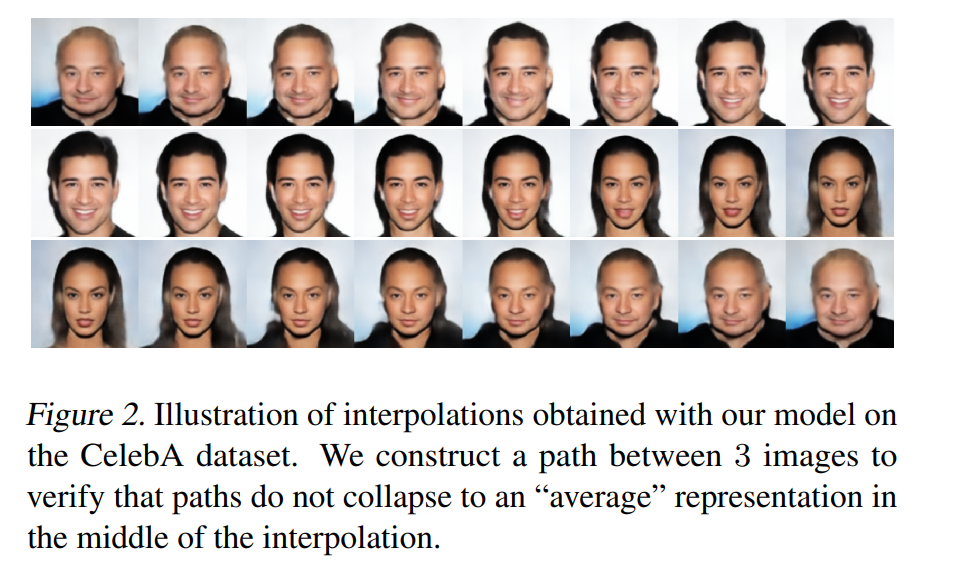 Figure 2. Illustration of interpolations obtained with our model on
the CelebA dataset. We construct a path between 3 images to
verify that paths do not collapse to an “average” representation in
the middle of the interpolation.